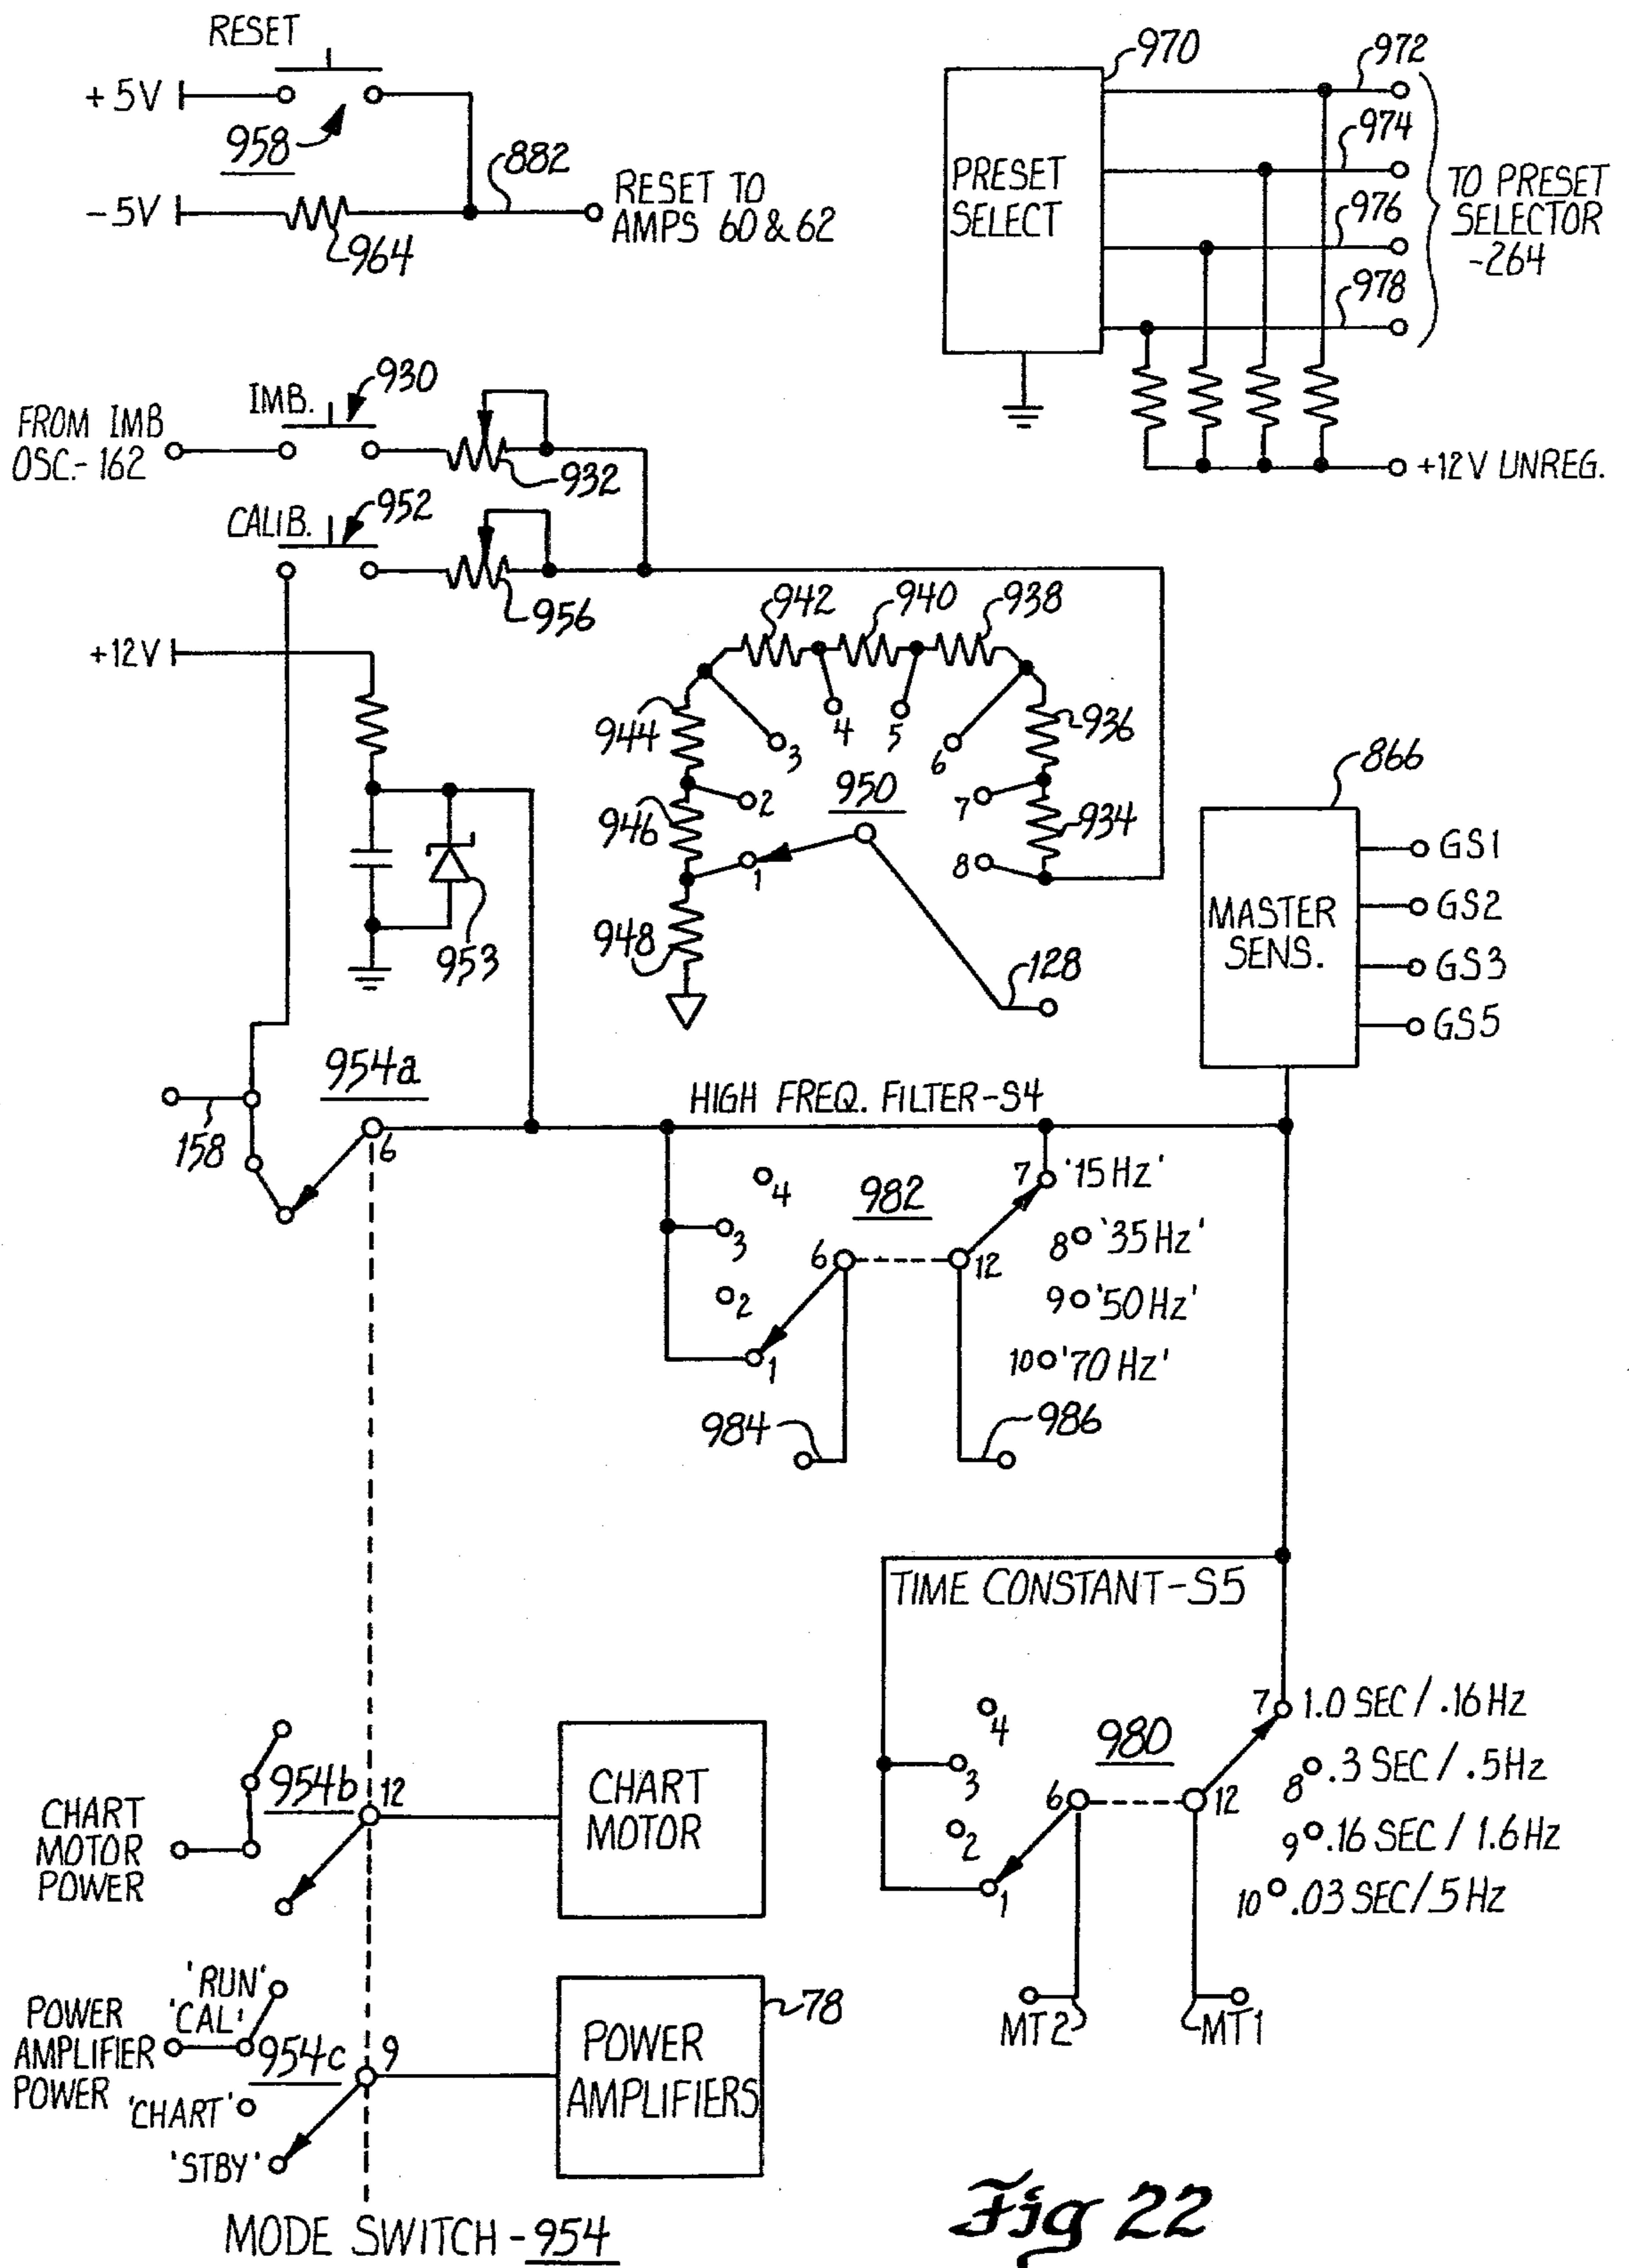 RESET
+5V
958
-5V
964
882
RESET TO
AMPS 60 & 62
970
PRESET
SELECT
972
974
976
978
TO PRESET
SELECTOR
-264
+12V UNREG.
FROM IMB
OSC.- 162
IMB.
930
932
CALIB.
952
956
+12V
953
942
940
938
944
946
948
936
934
1
2
3
4
5
6
7
8
950
128
866
MASTER
SENS.
GS1
GS2
GS3
GS5
954a
158
6
HIGH FREQ. FILTER-S4
982
4
3
2
1
6
12
7 '15 Hz'
8 '35 Hz'
9 '50 Hz'
10 '70 Hz'
984
986
TIME CONSTANT-S5
980
4
3
2
1
6
12
7 1.0 SEC / .16 Hz
8 .3 SEC / .5Hz
9 .16 SEC / 1.6Hz
10 .03 SEC/.5 Hz
MT2
MT1
CHART
MOTOR
POWER
954b
12
CHART
MOTOR
POWER
AMPLIFIER
POWER
'RUN'
'CAL'
954c
9
'CHART'
'STBY'
78
POWER
AMPLIFIERS
MODE SWITCH - 954
Fig 22